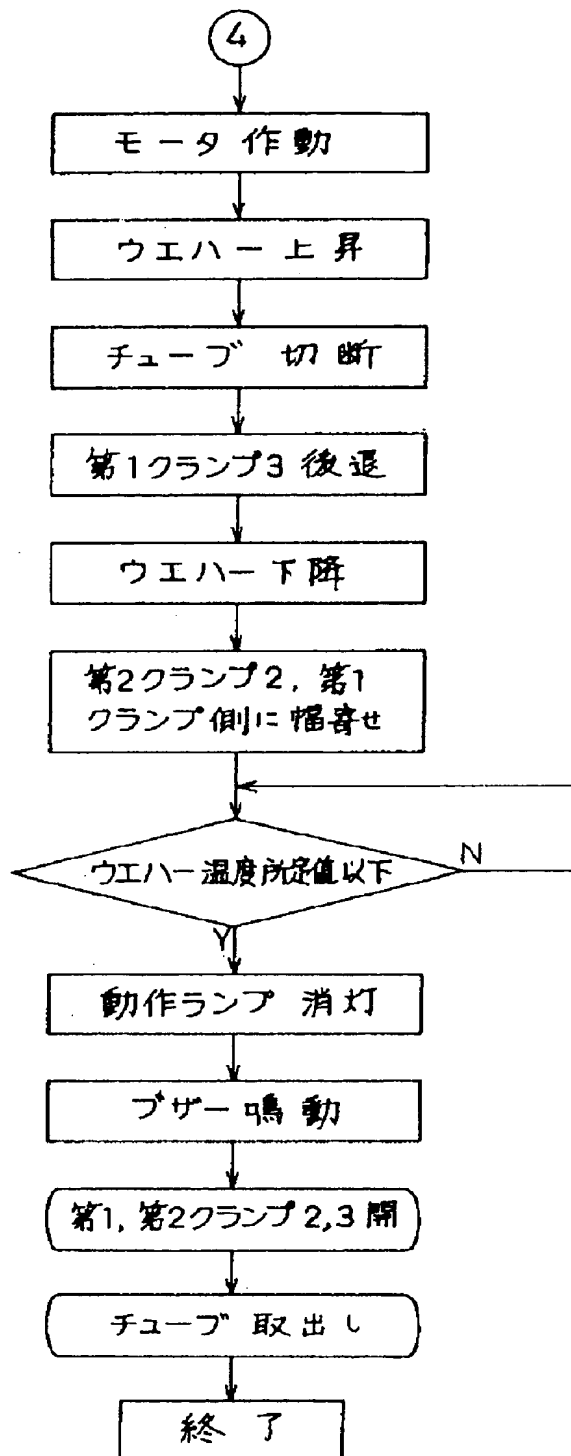 4
モータ作動
ウエハー上昇
チューブ 切断
第1クランプ3後退
ウエハー下降
第2クランプ2,第1
クランプ側に幅寄せ
ウエハー温度所定値以下
N
Y
動作ランプ 消灯
ブザー鳴動
第1,第2クランプ2,3開
チューブ取出し
終了